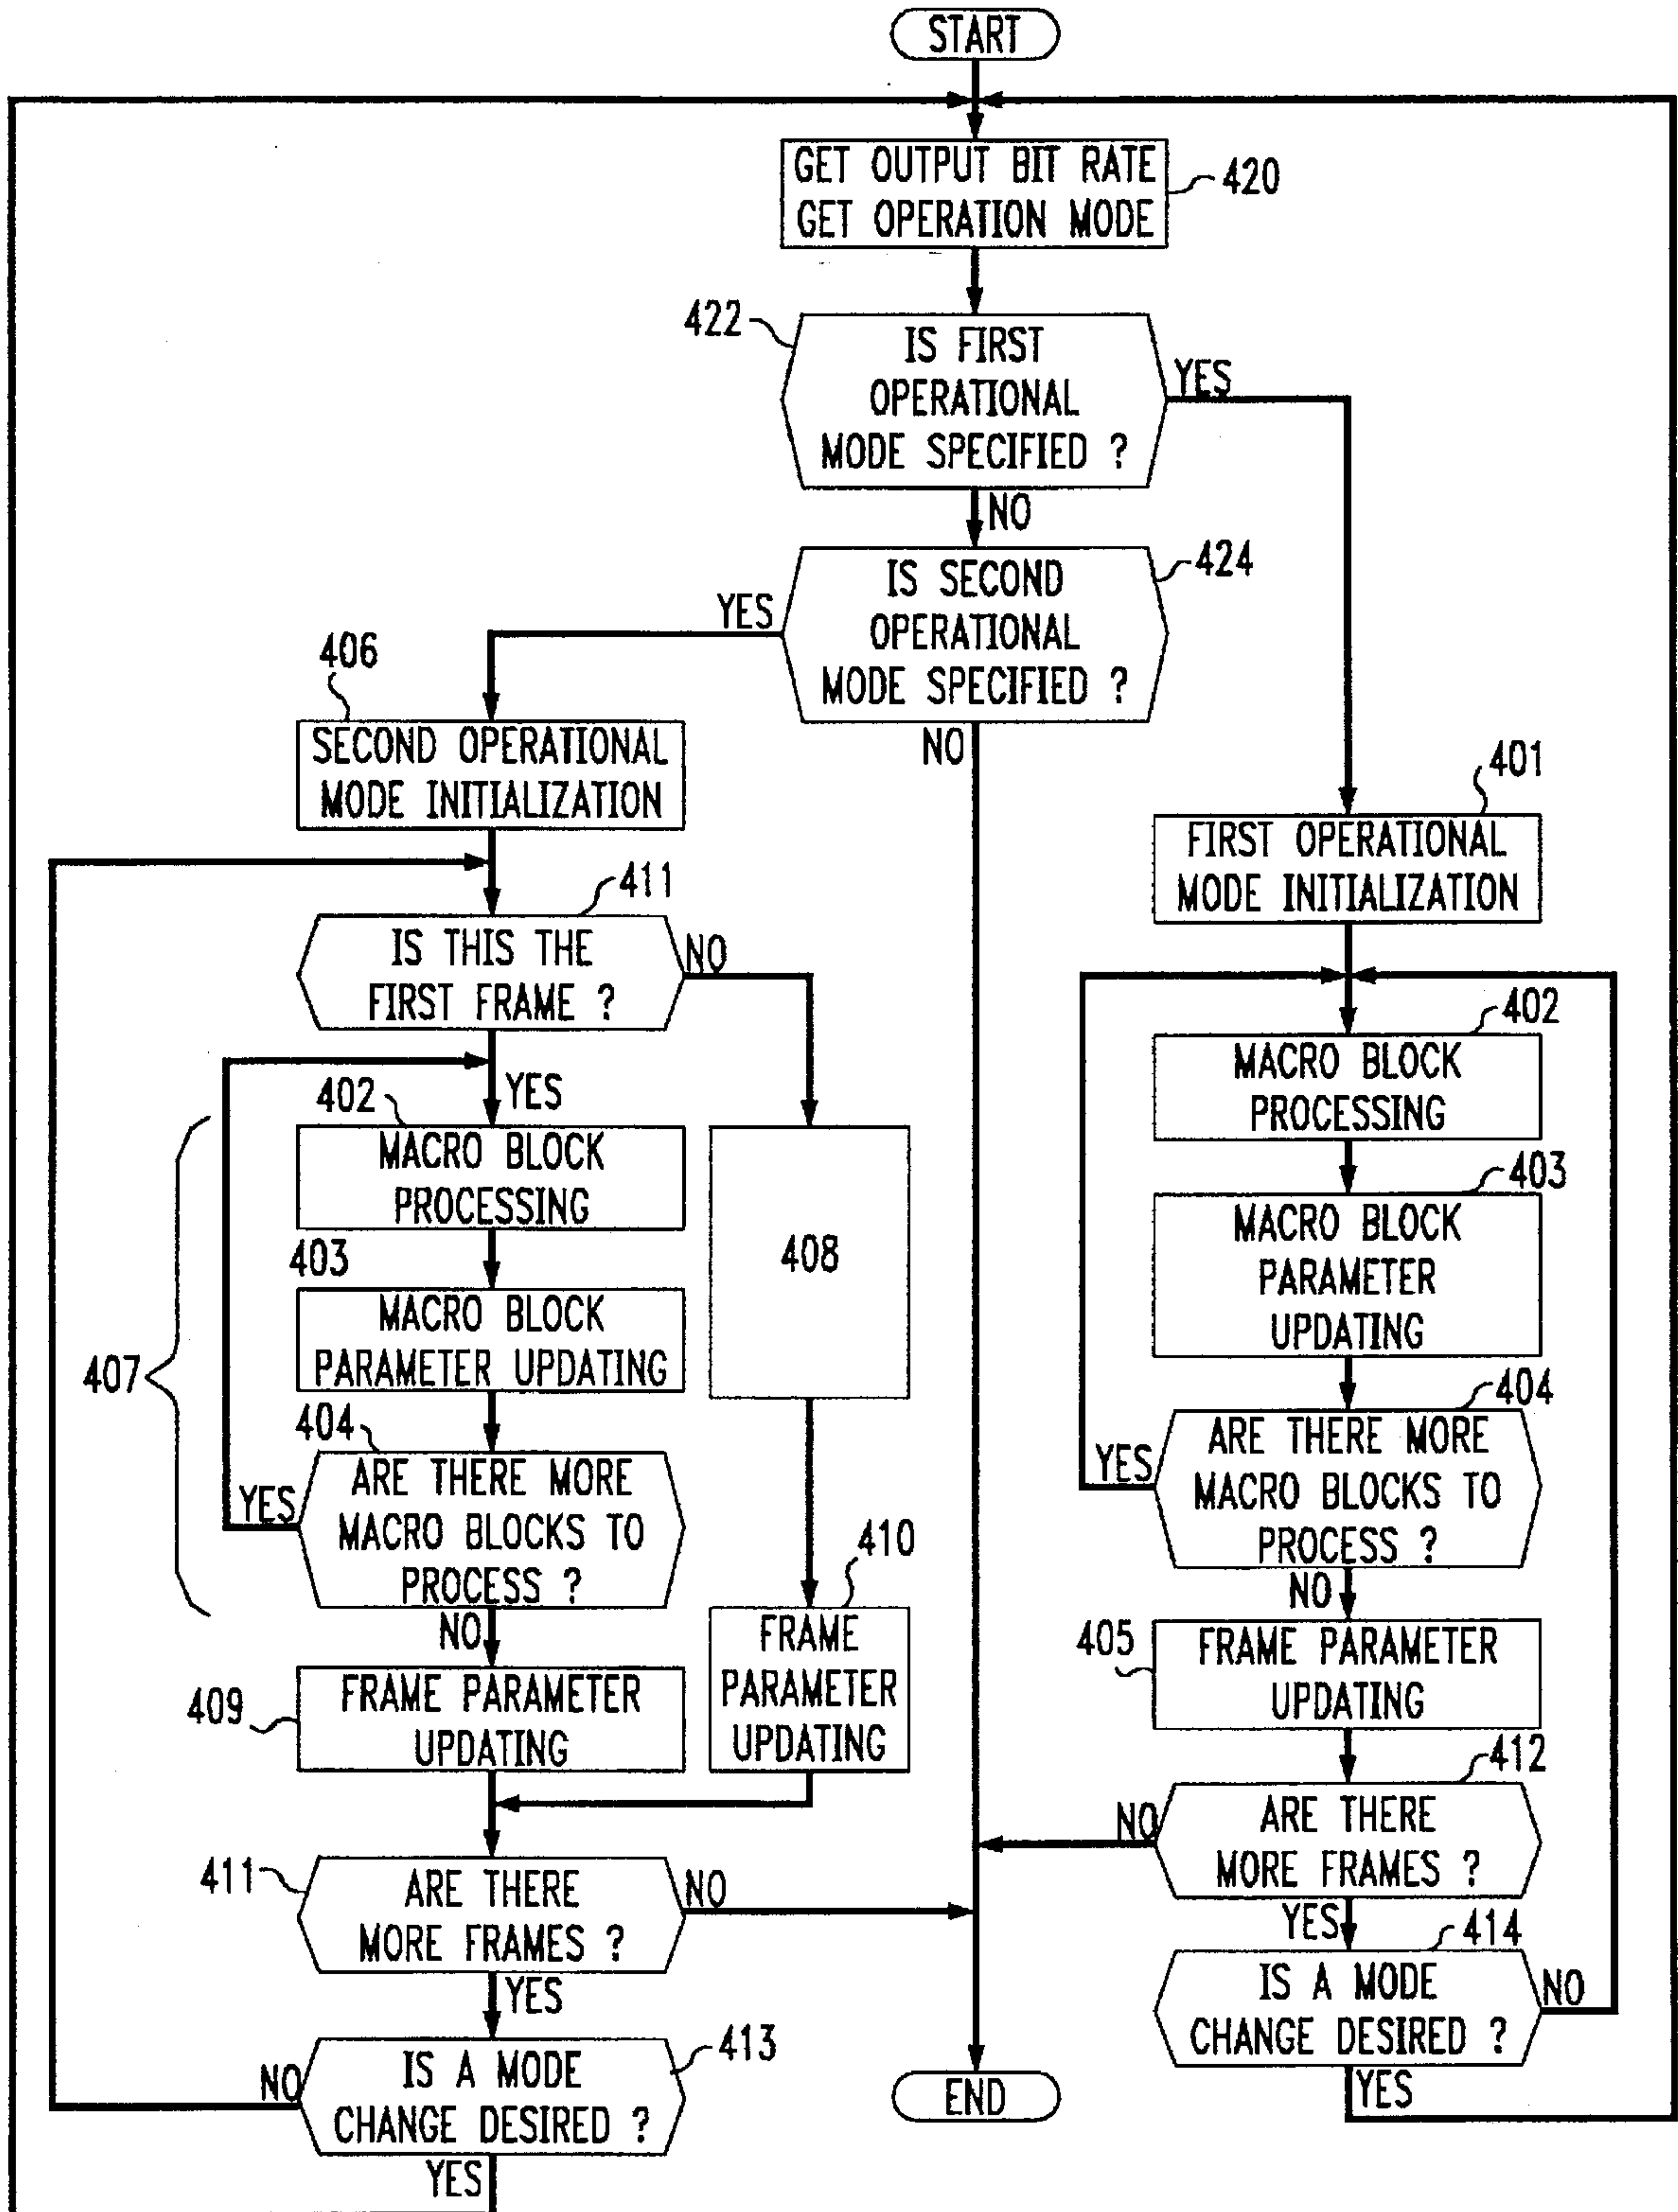 START
GET OUTPUT BIT RATE
GET OPERATION MODE
420
422
IS FIRST
OPERATIONAL
MODE SPECIFIED ?
YES
NO
424
IS SECOND
OPERATIONAL
MODE SPECIFIED ?
YES
NO
406
SECOND OPERATIONAL
MODE INITIALIZATION
411
IS THIS THE
FIRST FRAME ?
NO
YES
402
MACRO BLOCK
PROCESSING
403
MACRO BLOCK
PARAMETER UPDATING
407
404
ARE THERE MORE
MACRO BLOCKS TO
PROCESS ?
YES
NO
409
FRAME PARAMETER
UPDATING
408
410
FRAME
PARAMETER
UPDATING
411
ARE THERE
MORE FRAMES ?
NO
YES
413
IS A MODE
CHANGE DESIRED ?
NO
YES
END
401
FIRST OPERATIONAL
MODE INITIALIZATION
402
MACRO BLOCK
PROCESSING
403
MACRO BLOCK
PARAMETER
UPDATING
404
ARE THERE MORE
MACRO BLOCKS TO
PROCESS ?
YES
NO
405
FRAME PARAMETER
UPDATING
412
ARE THERE
MORE FRAMES ?
NO
YES
414
IS A MODE
CHANGE DESIRED ?
NO
YES